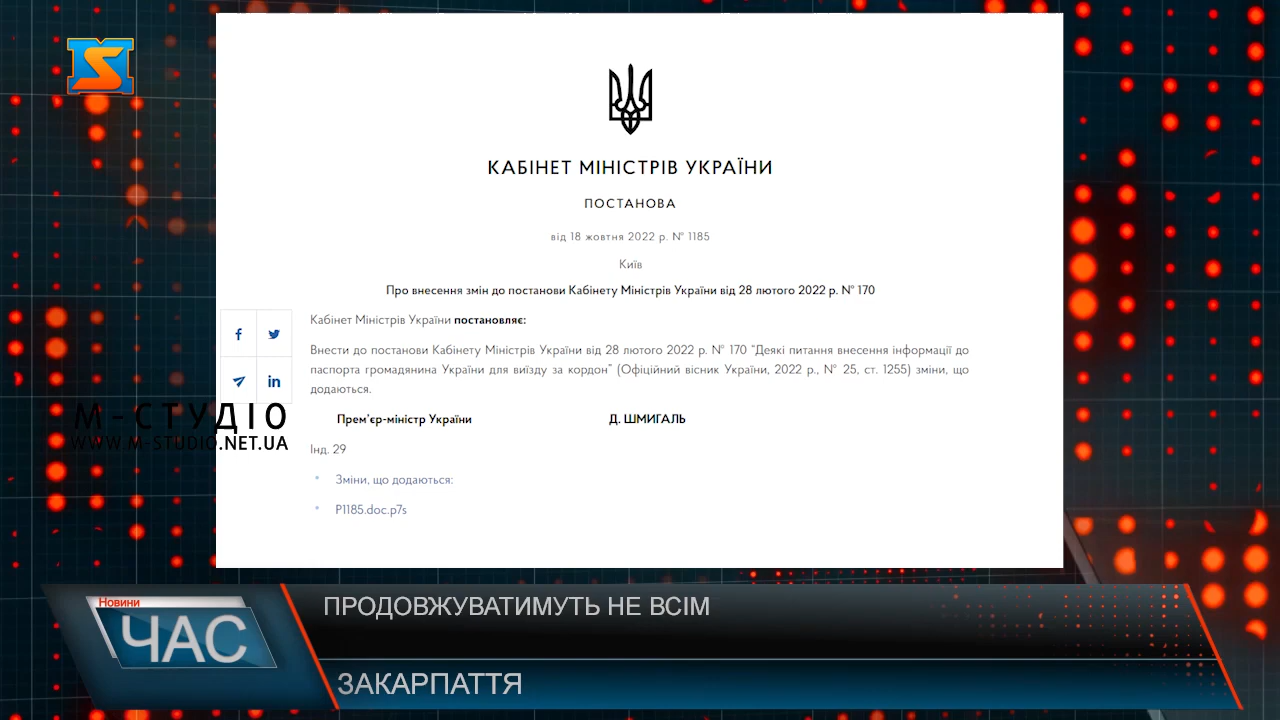 КАБІНЕТ МІНІСТРІВ УКРАЇНИ
ПОСТАНОВА
від 18 жовтня 2022 р. № 1185
Київ
Про внесення змін до постанови Кабінету Міністрів України від 28 лютого 2022 р. № 170
Кабінет Міністрів України постановляє:
Внести до постанови Кабінету Міністрів України від 28 лютого 2022 р. № 170 “Деякі питання внесення інформації до
паспорта громадянина України для виїзду за кордон” (Офіційний вісник України, 2022 р., № 25, ст. 1255) зміни, що
додаються.
Прем’єр-міністр України Д. ШМИГАЛЬ
Інд. 29
Зміни, що додаються:
P1185.doc.p7s
М-СТУДІО
WWW.M-STUDIO.NET.UA
Новини
ЧАС
ПРОДОВЖУВАТИМУТЬ НЕ ВСІМ
ЗАКАРПАТТЯ